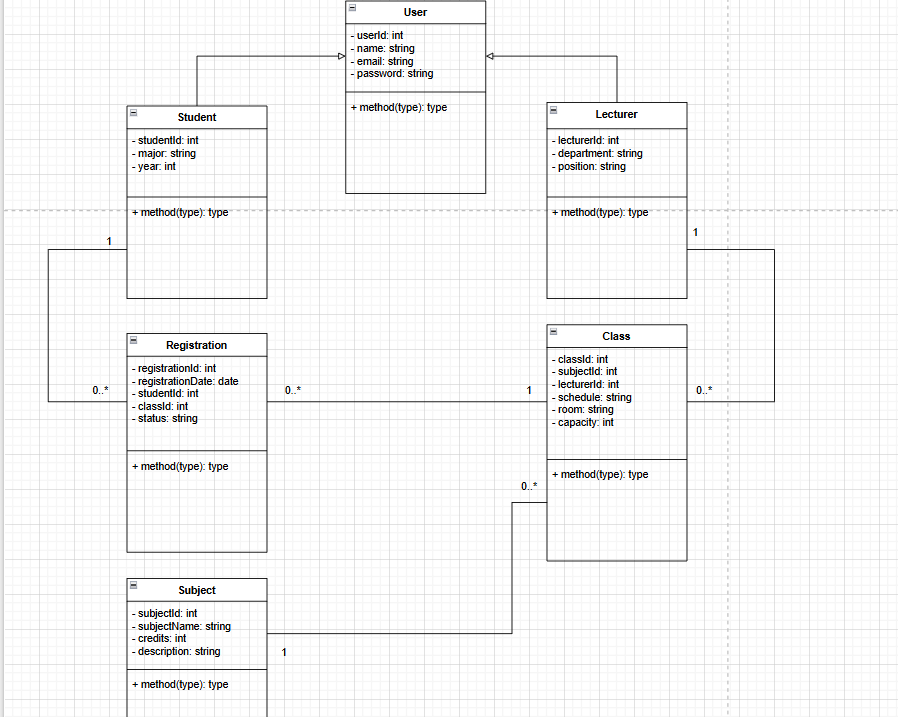 User
- userId: int
- name: string
- email: string
- password: string
+ method(type): type
Student
- studentId: int
- major: string
- year: int
+ method(type): type
1
Lecturer
- lecturerId: int
- department: string
- position: string
+ method(type): type
1
Registration
- registrationId: int
- registrationDate: date
- studentId: int
- classId: int
- status: string
+ method(type): type
0..*
0..*
1
Class
- classId: int
- subjectId: int
- lecturerId: int
- schedule: string
- room: string
- capacity: int
+ method(type): type
0..*
0..*
Subject
- subjectId: int
- subjectName: string
- credits: int
- description: string
+ method(type): type
1